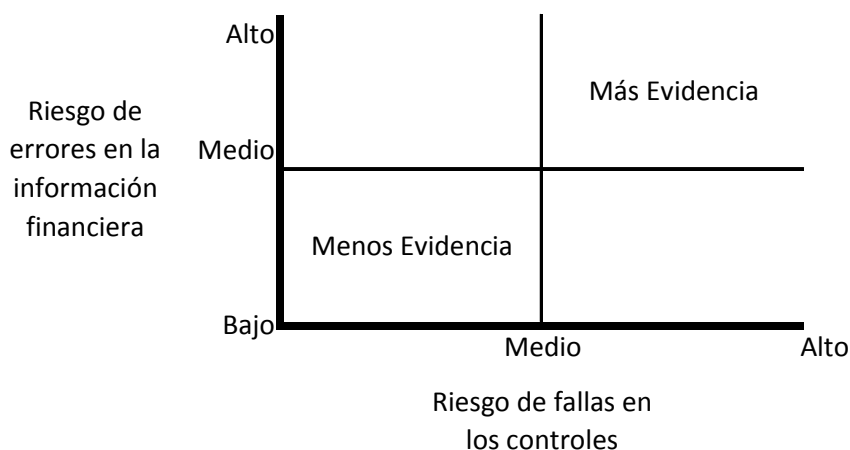 Alto
Más Evidencia
Riesgo de
errores en la
información
financiera
Medio
Menos Evidencia
Bajo
Medio
Alto
Riesgo de fallas en
los controles